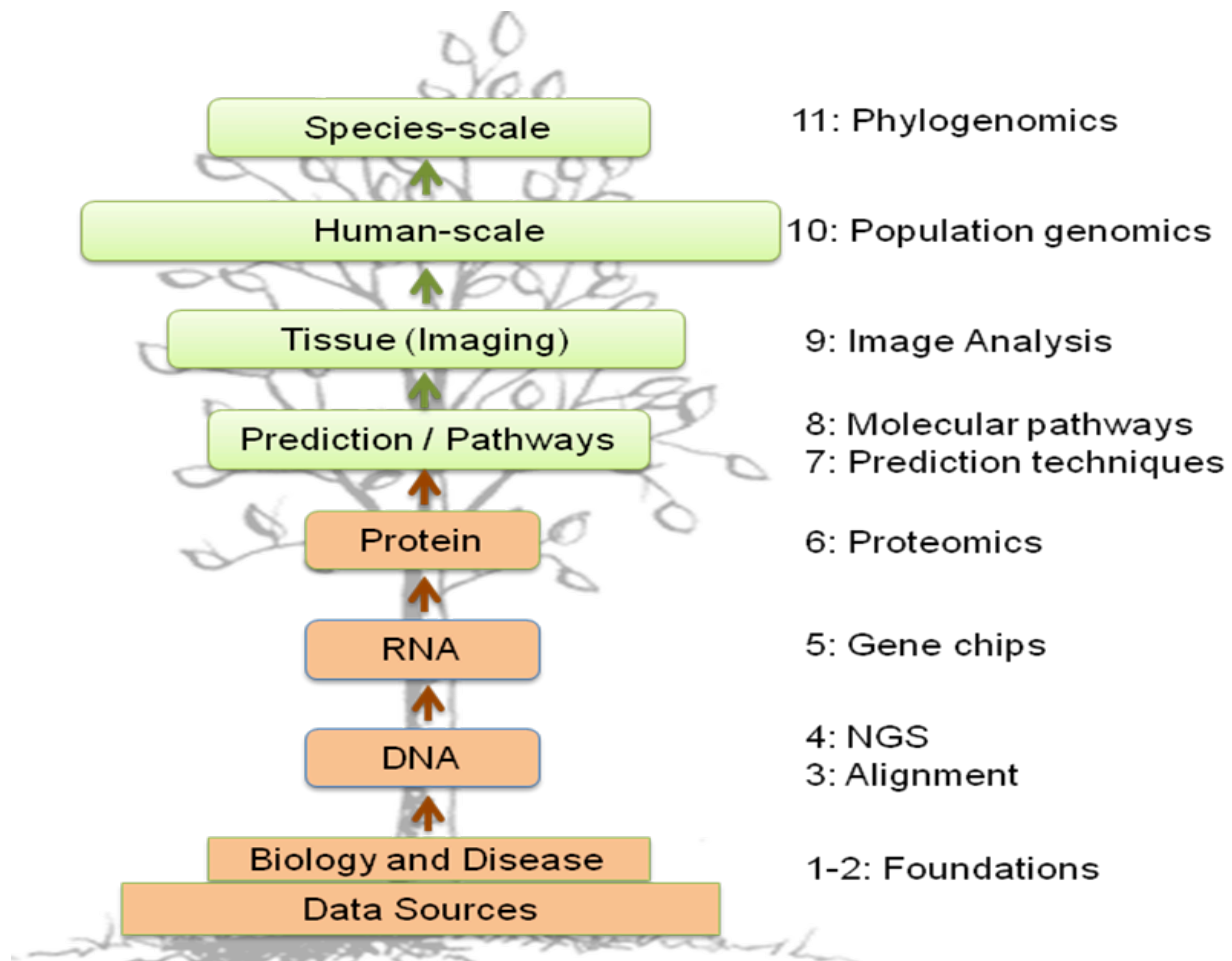 Species-scale
11: Phylogenomics
Human-scale
10: Population genomics
Tissue (Imaging)
9: Image Analysis
Prediction / Pathways
8: Molecular pathways
7: Prediction techniques
Protein
6: Proteomics
RNA
5: Gene chips
DNA
4: NGS
3: Alignment
Biology and Disease
1-2: Foundations
Data Sources